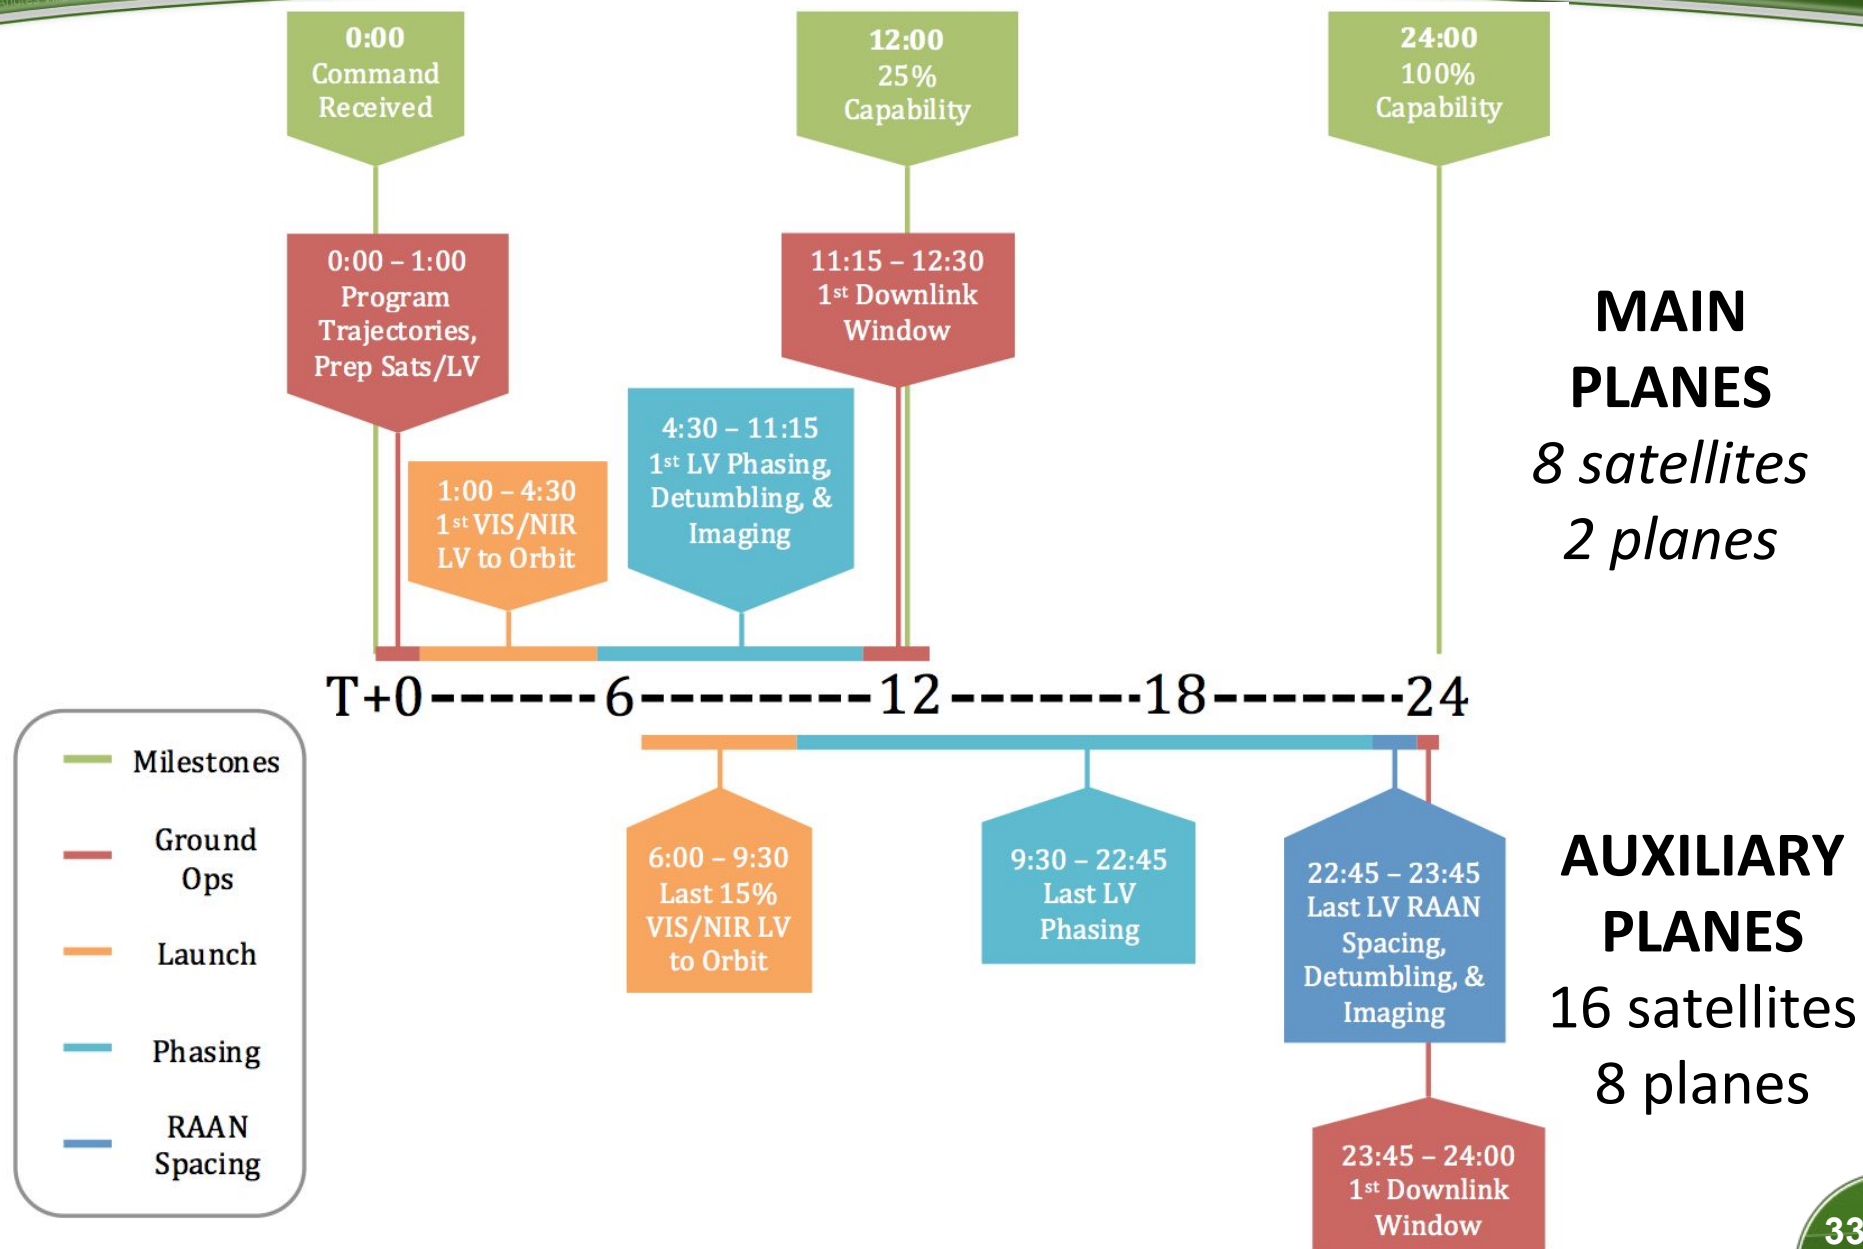 0:00
Command
Received
12:00
25%
Capability
24:00
100%
Capability
0:00 – 1:00
Program
Trajectories,
Prep Sats/LV
11:15 – 12:30
1st Downlink
Window
1:00 – 4:30
1st VIS/NIR
LV to Orbit
4:30 – 11:15
1st LV Phasing,
Detumbling, &
Imaging
MAIN
PLANES
8 satellites
2 planes
T+0------6---------12-------18-------24
Milestones
Ground
Ops
Launch
Phasing
RAAN
Spacing
6:00 – 9:30
Last 15%
VIS/NIR LV
to Orbit
9:30 – 22:45
Last LV
Phasing
22:45 – 23:45
Last LV RAAN
Spacing,
Detumbling, &
Imaging
23:45 – 24:00
1st Downlink
Window
AUXILIARY
PLANES
16 satellites
8 planes
33